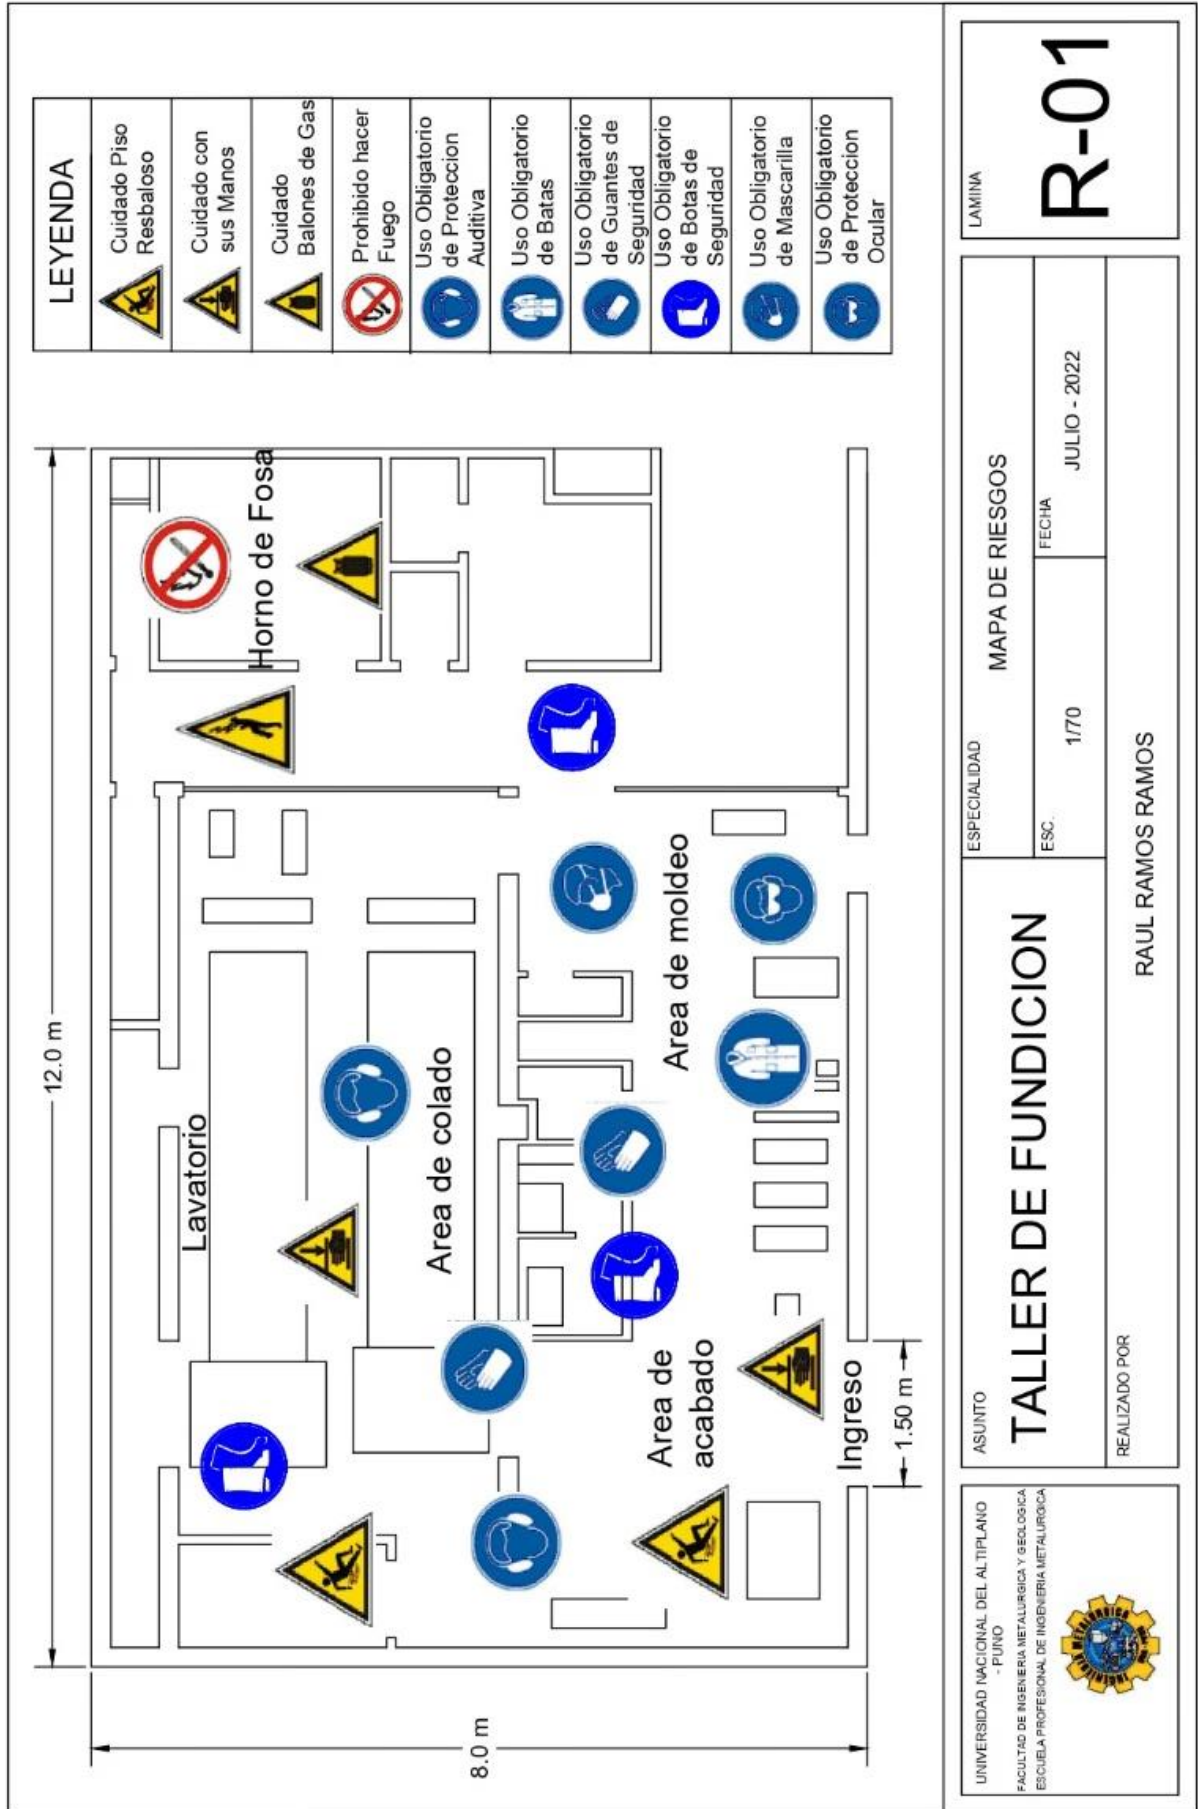 12.0 m
8.0 m
1.50 m
Lavatorio
Horno de Fosa
Area de colado
Area de moldeo
Area de
acabado
Ingreso
LEYENDA
Cuidado Piso
Resbaloso
Cuidado con
sus Manos
Cuidado
Balones de Gas
Prohibido hacer
Fuego
Uso Obligatorio
de Proteccion
Auditiva
Uso Obligatorio
de Batas
Uso Obligatorio
de Guantes de
Seguridad
Uso Obligatorio
de Botas de
Seguridad
Uso Obligatorio
de Mascarilla
Uso Obligatorio
de Proteccion
Ocular
UNIVERSIDAD NACIONAL DEL ALTIPLANO
- PUNO
FACULTAD DE INGENIERIA METALURGICA Y GEOLOGICA
ESCUELA PROFESIONAL DE INGENIERIA METALURGICA
INGENIERIA METALURGICA
ASUNTO
TALLER DE FUNDICION
ESPECIALIDAD
MAPA DE RIESGOS
ESC.
1/70
FECHA
JULIO - 2022
REALIZADO POR
RAUL RAMOS RAMOS
LAMINA
R-01